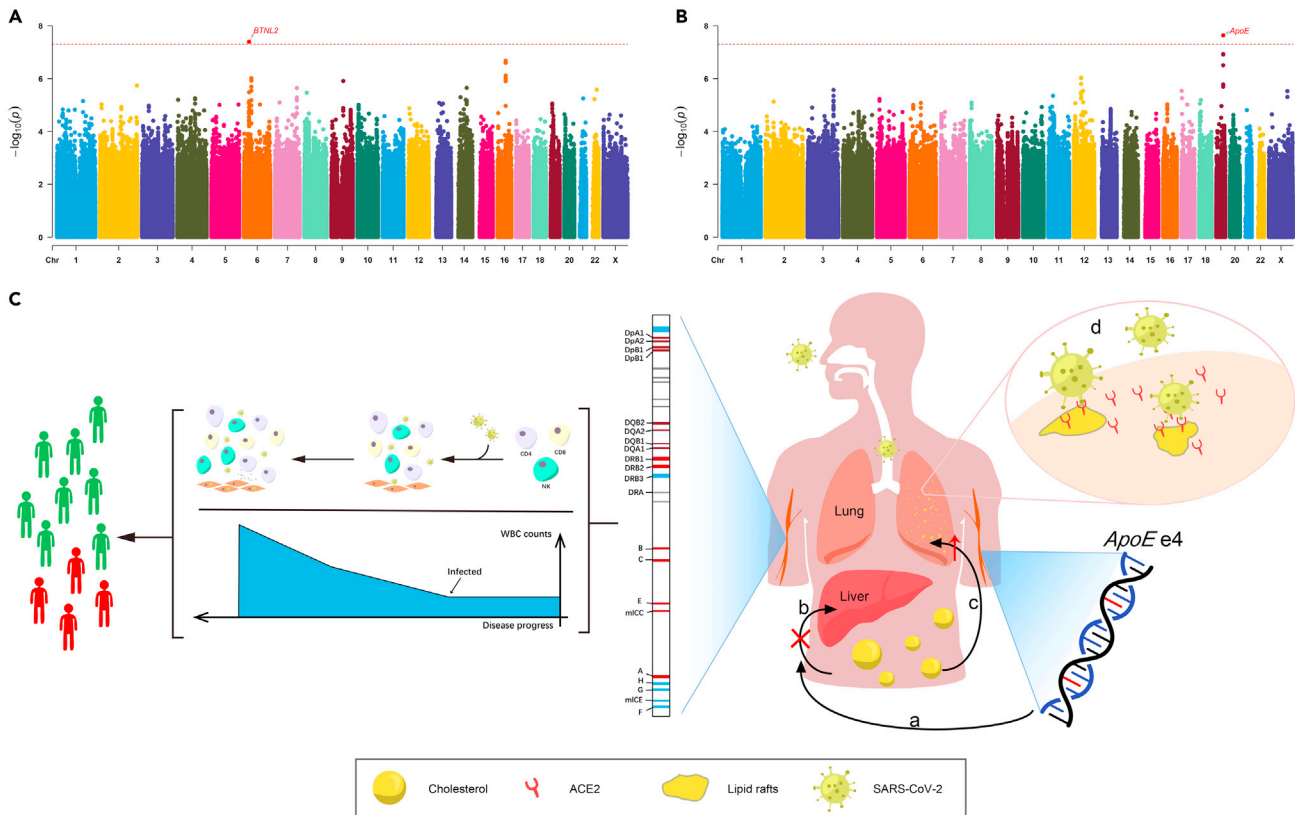 A
8
6
4
2
0
−log10(p)
BTNL2
Chr 1 2 3 4 5 6 7 8 9 10 11 12 13 14 15 16 17 18 20 22 X
B
8
6
4
2
0
−log10(p)
ApoE
Chr 1 2 3 4 5 6 7 8 9 10 11 12 13 14 15 16 17 18 20 22 X
C
CD4
CD8
NK
WBC counts
Infected
Disease progress
DpA1
DpA2
DpB1
DpB1
DQB2
DQA2
DQB1
DQA1
DRB1
DRB2
DRB3
DRA
B
C
E
mICC
A
H
G
mICE
F
Lung
Liver
a
b
c
d
ApoE e4
Cholesterol
ACE2
Lipid rafts
SARS-CoV-2